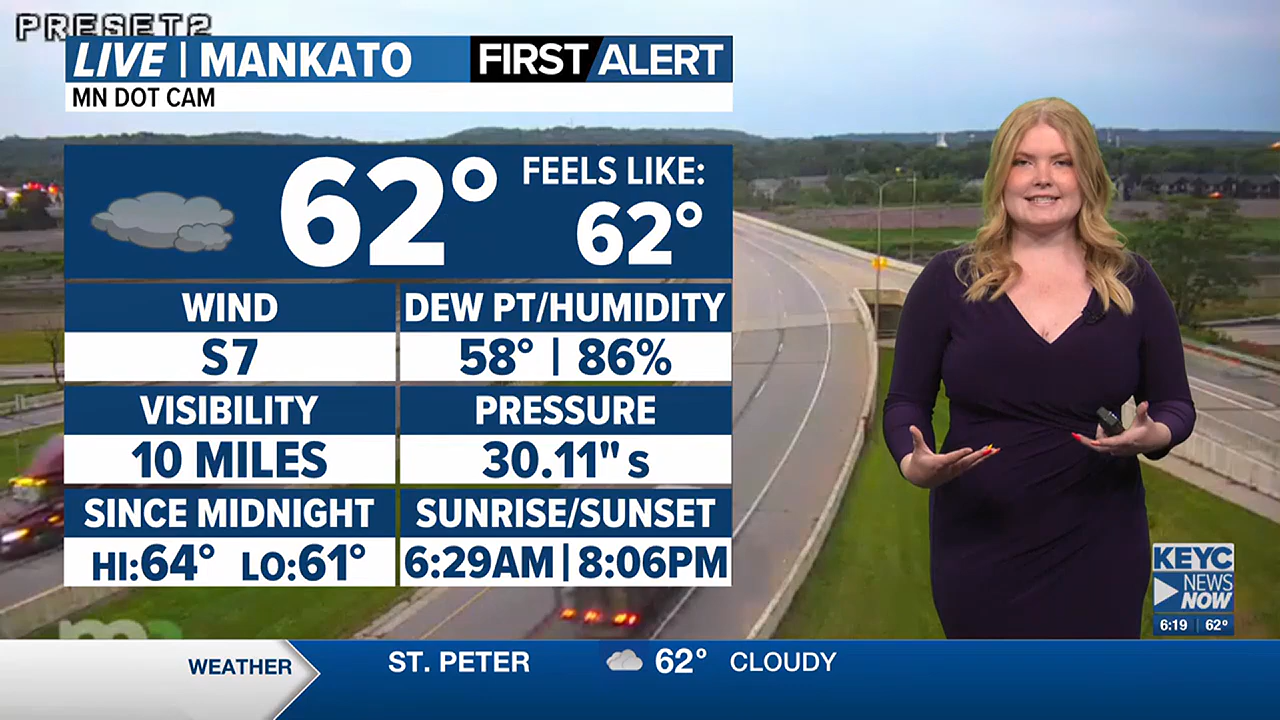 PRESET2
LIVE | MANKATO
FIRST ALERT
MN DOT CAM
62°
FEELS LIKE:
62°
WIND
S7
DEW PT/HUMIDITY
58° | 86%
VISIBILITY
10 MILES
PRESSURE
30.11" s
SINCE MIDNIGHT
HI:64° LO:61°
SUNRISE/SUNSET
6:29AM | 8:06PM
KEYC
NEWS
NOW
6:19 | 62°
WEATHER
ST. PETER 62° CLOUDY